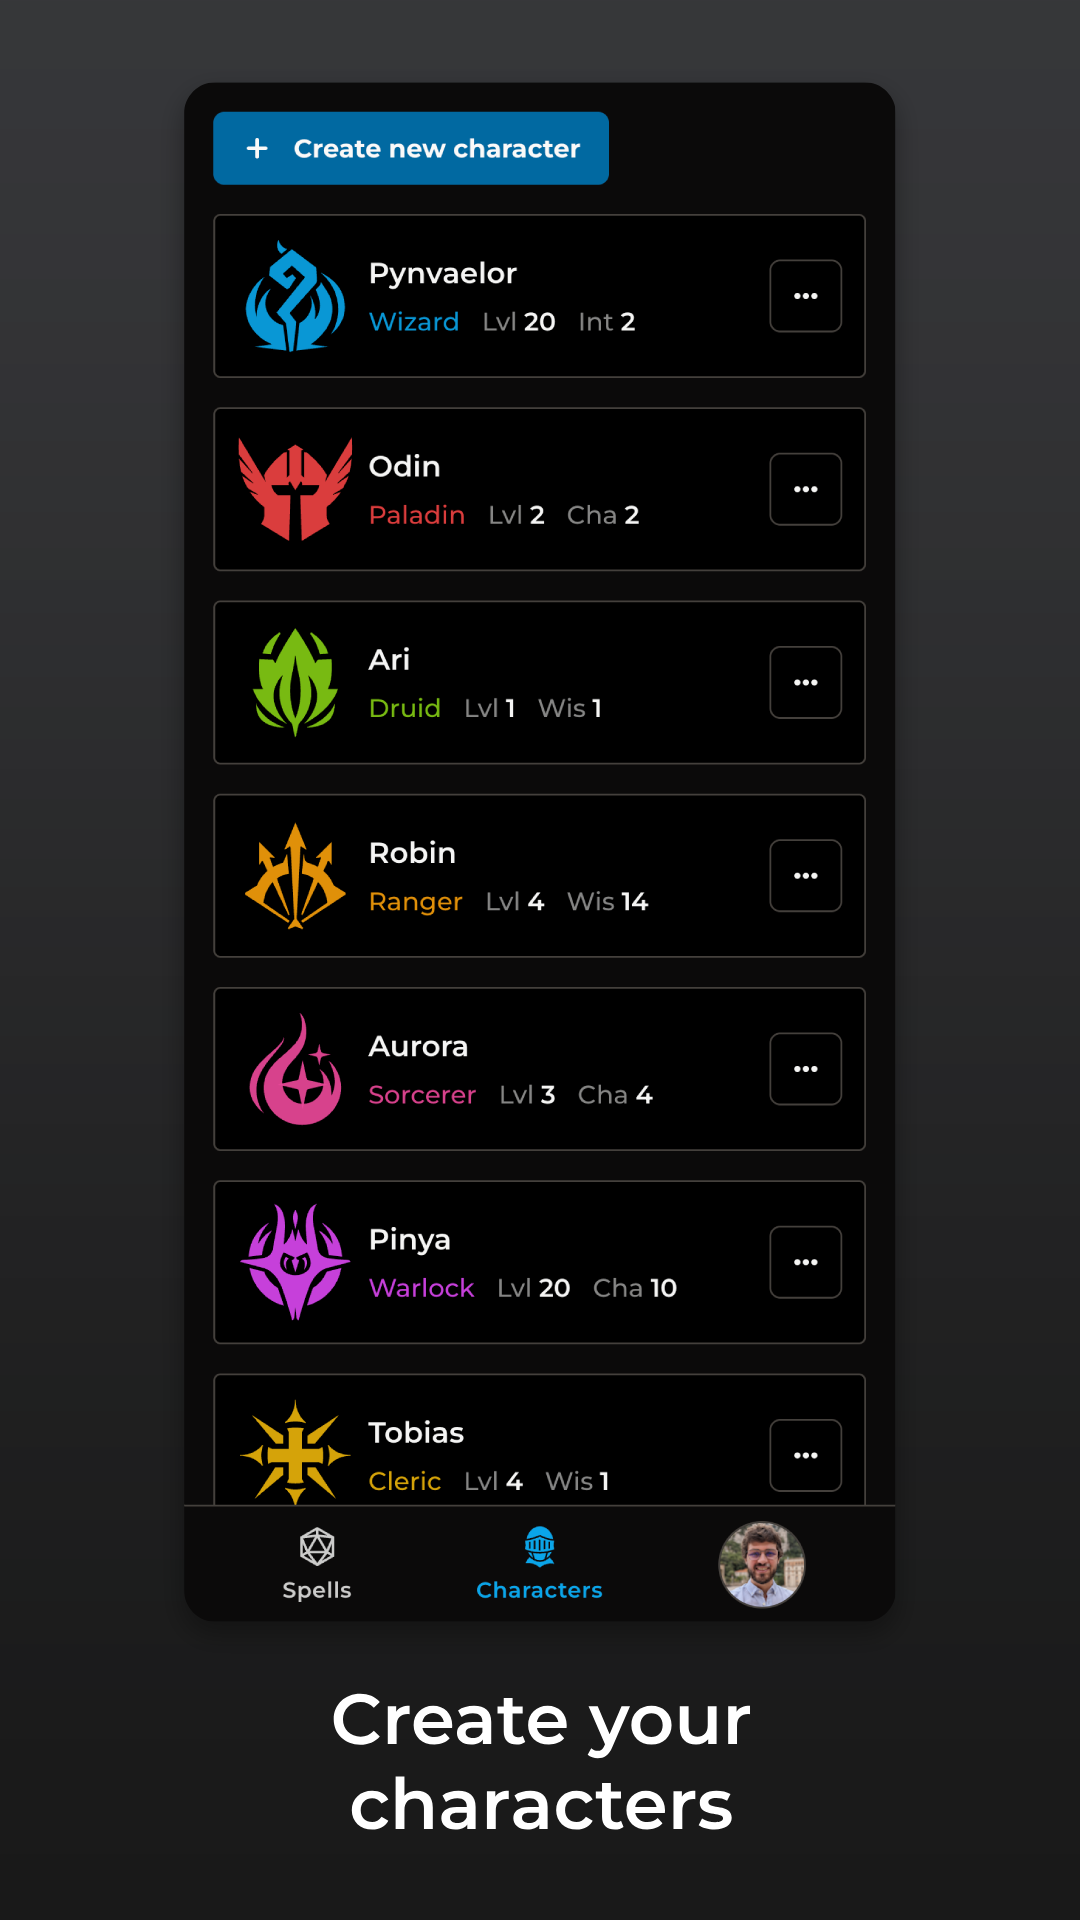 + Create new character
Pynvaelor
Wizard Lvl 20 Int 2
Odin
Paladin Lvl 2 Cha 2
Ari
Druid Lvl 1 Wis 1
Robin
Ranger Lvl 4 Wis 14
Aurora
Sorcerer Lvl 3 Cha 4
Pinya
Warlock Lvl 20 Cha 10
Tobias
Cleric Lvl 4 Wis 1
Spells Characters
Create your
characters